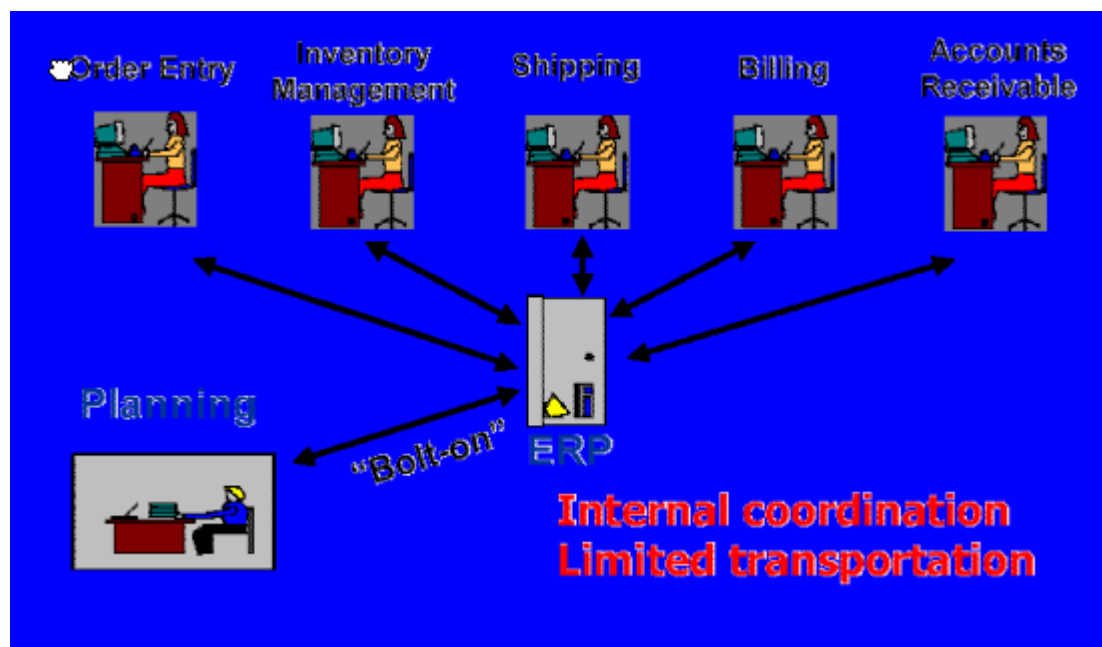 Order Entry
Inventory
Management
Shipping
Billing
Accounts
Receivable
Planning
"Bolt-on"
ERP
Internal coordination
Limited transportation